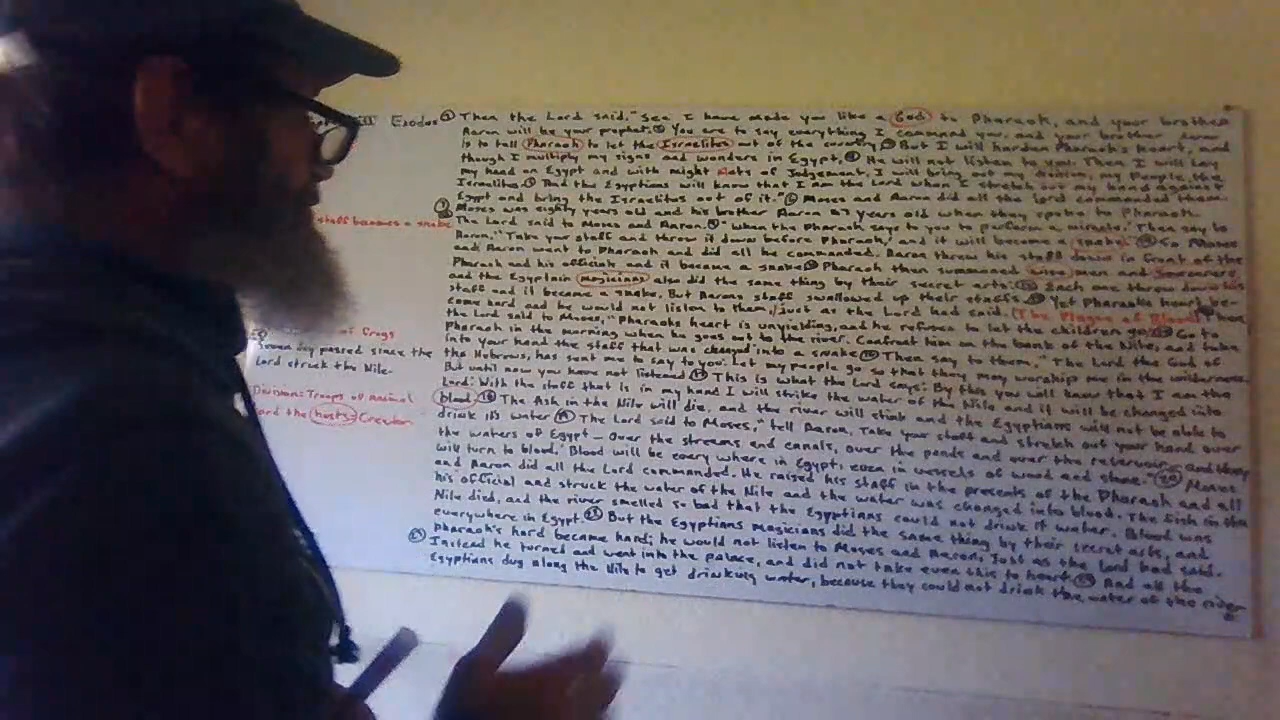 Exodus ① Then the Lord said, "See I have made you like a God to Pharaoh, and your brother
Aaron will be your prophet. ② You are to say everything I command you, and your brother Aaron
is to tell Pharaoh to let the Israelites out of the country. ③ But I will harden Pharaoh's heart, and
though I multiply my signs and wonders in Egypt, ④ He will not listen to you. Then I will lay
my hand on Egypt and with might Acts of Judgement, I will bring out my division, my People the
Israelites. ⑤ And the Egyptians will know that I am the Lord when I stretch out my hand against
Egypt and bring the Israelites out of it." ⑥ Moses and Aaron did all the lord commanded them.
⑦ Moses was eighty years old and his brother Aaron 83 years old when they spoke to Pharaoh.
staff becomes a snake
The Lord said to Moses and Aaron. ⑨ "When the Pharaoh says to you to perform a miracle." Then say to
Aaron, "Take your staff and throw it down before Pharaoh, and it will become a snake. ⑩ So Moses
and Aaron went to Pharaoh and did all he commanded. Aaron threw his staff down in front of the
Pharaoh and his officials and it became a snake. ⑪ Pharaoh then summoned wise men and Sorcerers,
and the Egyptain magicians also did the same thing by their secret arts: ⑫ Each one threw down his
staff and it became a snake. But Aarons staff swallowed up their staffs. ⑬ Yet Pharaohs heart be-
come hard and he would not listen to them, just as the Lord had said. (The Plague of Blood) Then
the Lord said to Moses, "Pharaohs heart is unyielding, and he refuses to let the children go. ⑮ Go to
Pharaoh in the morning when he goes out to the river. Confront him on the bank of the Nile, and take
into your hand the staff that was changed into a snake. ⑯ Then say to them, "The Lord the God of
the Hebrews, has sent me to say to you: Let my people go so that they may worship me in the wilderness.
But until now you have not listened. ⑰ This is what the Lord says: By this you will know that I am the
Lord: With the staff that is in my hand I will strike the water of the Nile and it will be changed into
blood. ⑱ The fish in the Nile will die, and the river will stink and the Egyptians will not be able to
drink its water. ⑲ The Lord said to Moses, "tell Aaron, Take your staff and stretch out your hand over
the waters of Egypt - over the streams and canals, over the ponds and over the reservoir - and they
will turn to blood.' Blood will be every where in Egypt, even in vessels of wood and stone." ⑳ Moses
and Aaron did all the Lord commanded. He raised his staff in the presents of the Pharaoh and all
his official and struck the water of the Nile and the water was changed into blood. The fish in the
Nile died, and the river smelled so bad that the Egyptians could not drink it water. Blood was
everywhere in Egypt. ㉒ But the Egyptians magicians did the same thing by their secret arts, and
pharaoh's hard became hard; he would not listen to Moses and Aaron, Just as the Lord had said.
㉓ Instead he turned and went into the palace, and did not take even this to heart. ㉔ And all the
Egyptians dug along the Nile to get drinking water, because they could not drink the water of the river
of Frogs
Seven day passed since the
Lord struck the Nile
Division: Troops of Animal
Lord the hosts = Creation